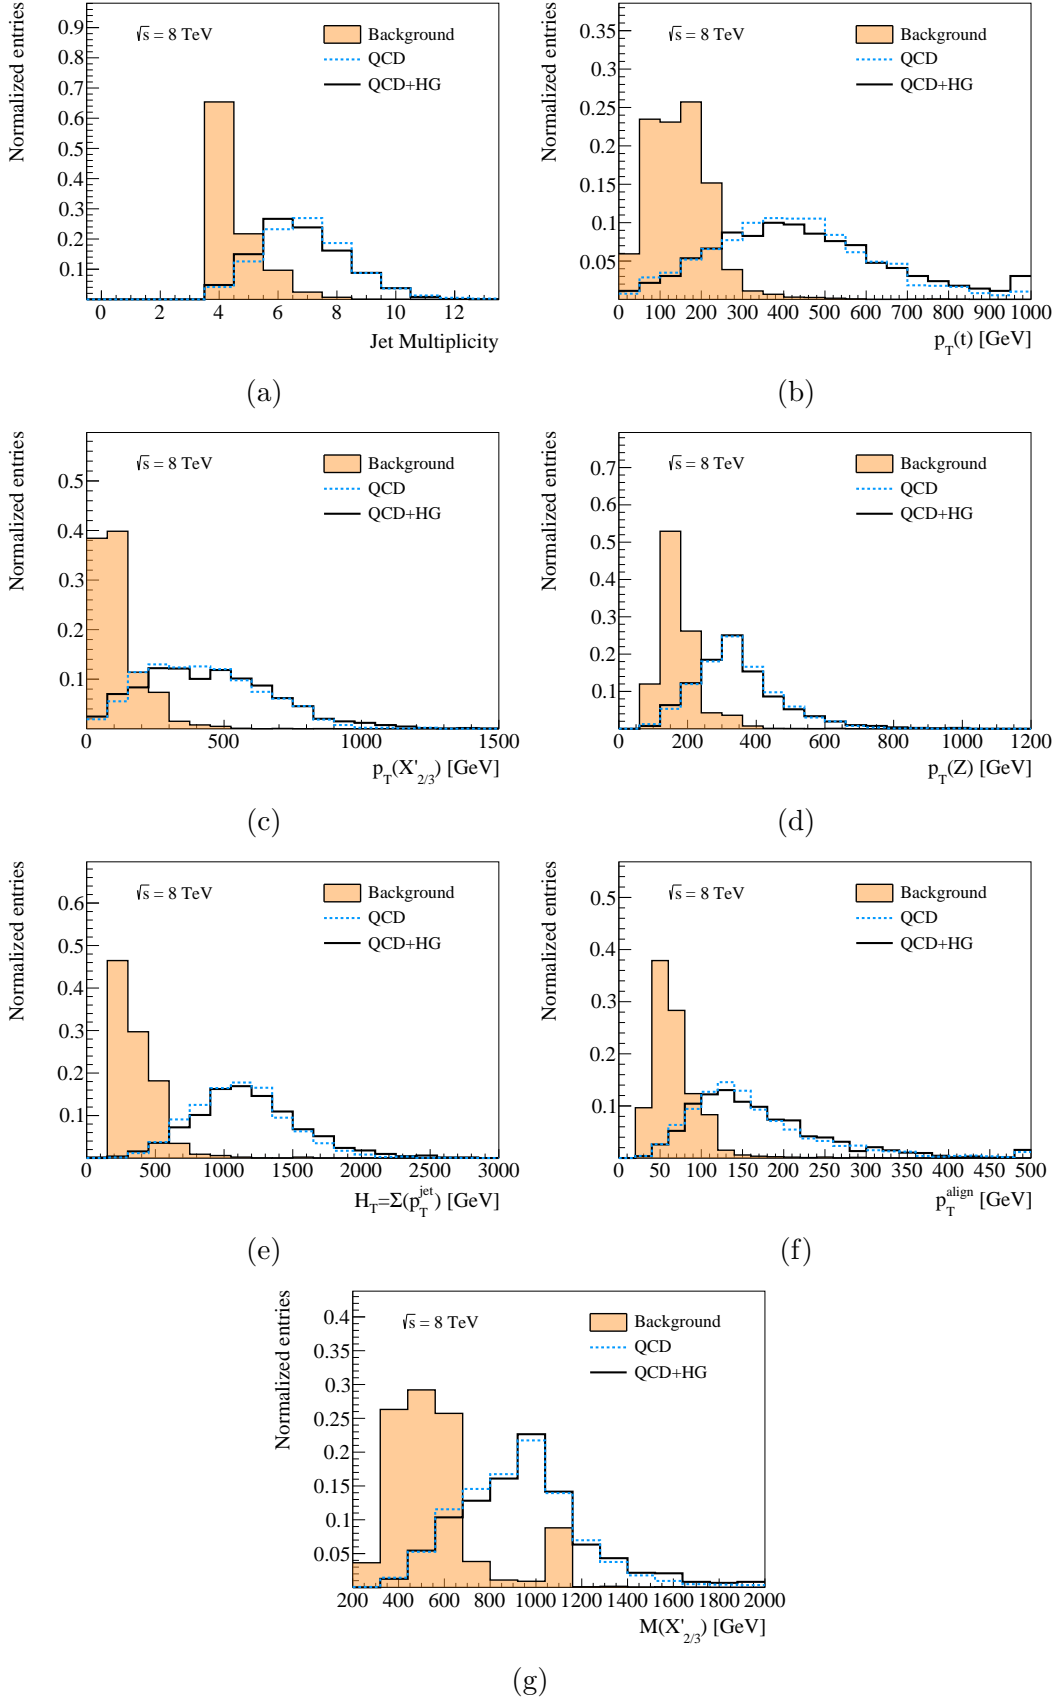 Normalized entries
0.9
0.8
0.7
0.6
0.5
0.4
0.3
0.2
0.1
√s = 8 TeV
Background
QCD
QCD+HG
0 2 4 6 8 10 12
Jet Multiplicity
(a)
Normalized entries
0.35
0.3
0.25
0.2
0.15
0.1
0.05
√s = 8 TeV
Background
QCD
QCD+HG
0 100 200 300 400 500 600 700 800 900 1000
p_T(t) [GeV]
(b)
Normalized entries
0.5
0.4
0.3
0.2
0.1
√s = 8 TeV
Background
QCD
QCD+HG
0 500 1000 1500
p_T(X'_2/3) [GeV]
(c)
Normalized entries
0.7
0.6
0.5
0.4
0.3
0.2
0.1
√s = 8 TeV
Background
QCD
QCD+HG
0 200 400 600 800 1000 1200
p_T(Z) [GeV]
(d)
Normalized entries
0.6
0.5
0.4
0.3
0.2
0.1
√s = 8 TeV
Background
QCD
QCD+HG
0 500 1000 1500 2000 2500 3000
H_T=Σ(p_T^jet) [GeV]
(e)
Normalized entries
0.5
0.4
0.3
0.2
0.1
√s = 8 TeV
Background
QCD
QCD+HG
0 50 100 150 200 250 300 350 400 450 500
p_T^align [GeV]
(f)
Normalized entries
0.4
0.35
0.3
0.25
0.2
0.15
0.1
0.05
√s = 8 TeV
Background
QCD
QCD+HG
200 400 600 800 1000 1200 1400 1600 1800 2000
M(X'_2/3) [GeV]
(g)